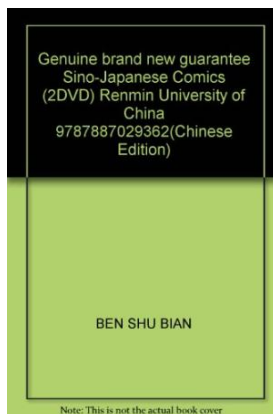 Genuine brand new guarantee
Sino-Japanese Comics
(2DVD) Renmin University of
China
9787887029362(Chinese
Edition)
BEN SHU BIAN
Note: This is not the actual book cover